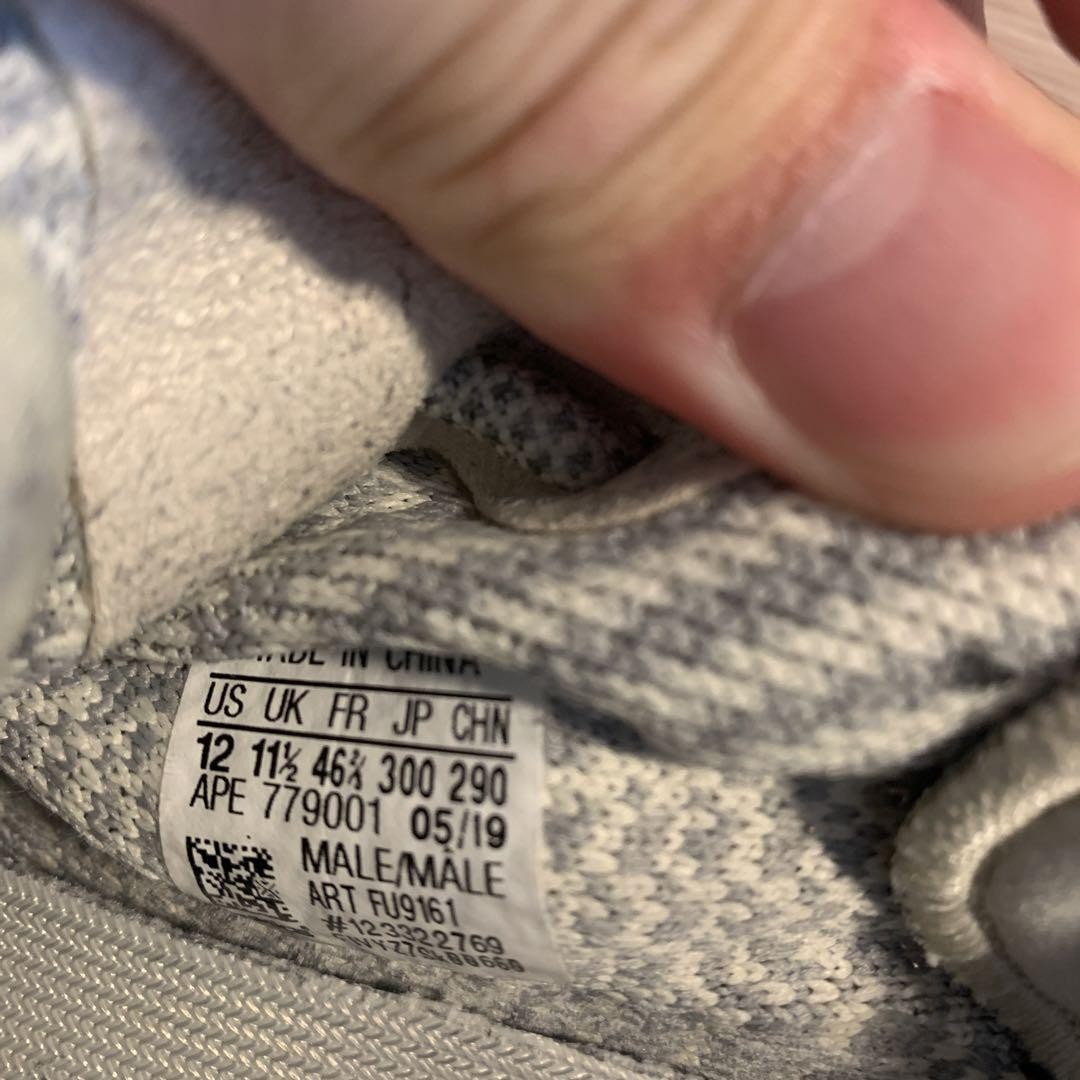 MADE IN CHINA
US UK FR JP CHN
12 11½ 46⅔ 300 290
APE 779001 05/19
MALE/MÂLE
ART FU9161
#123322769